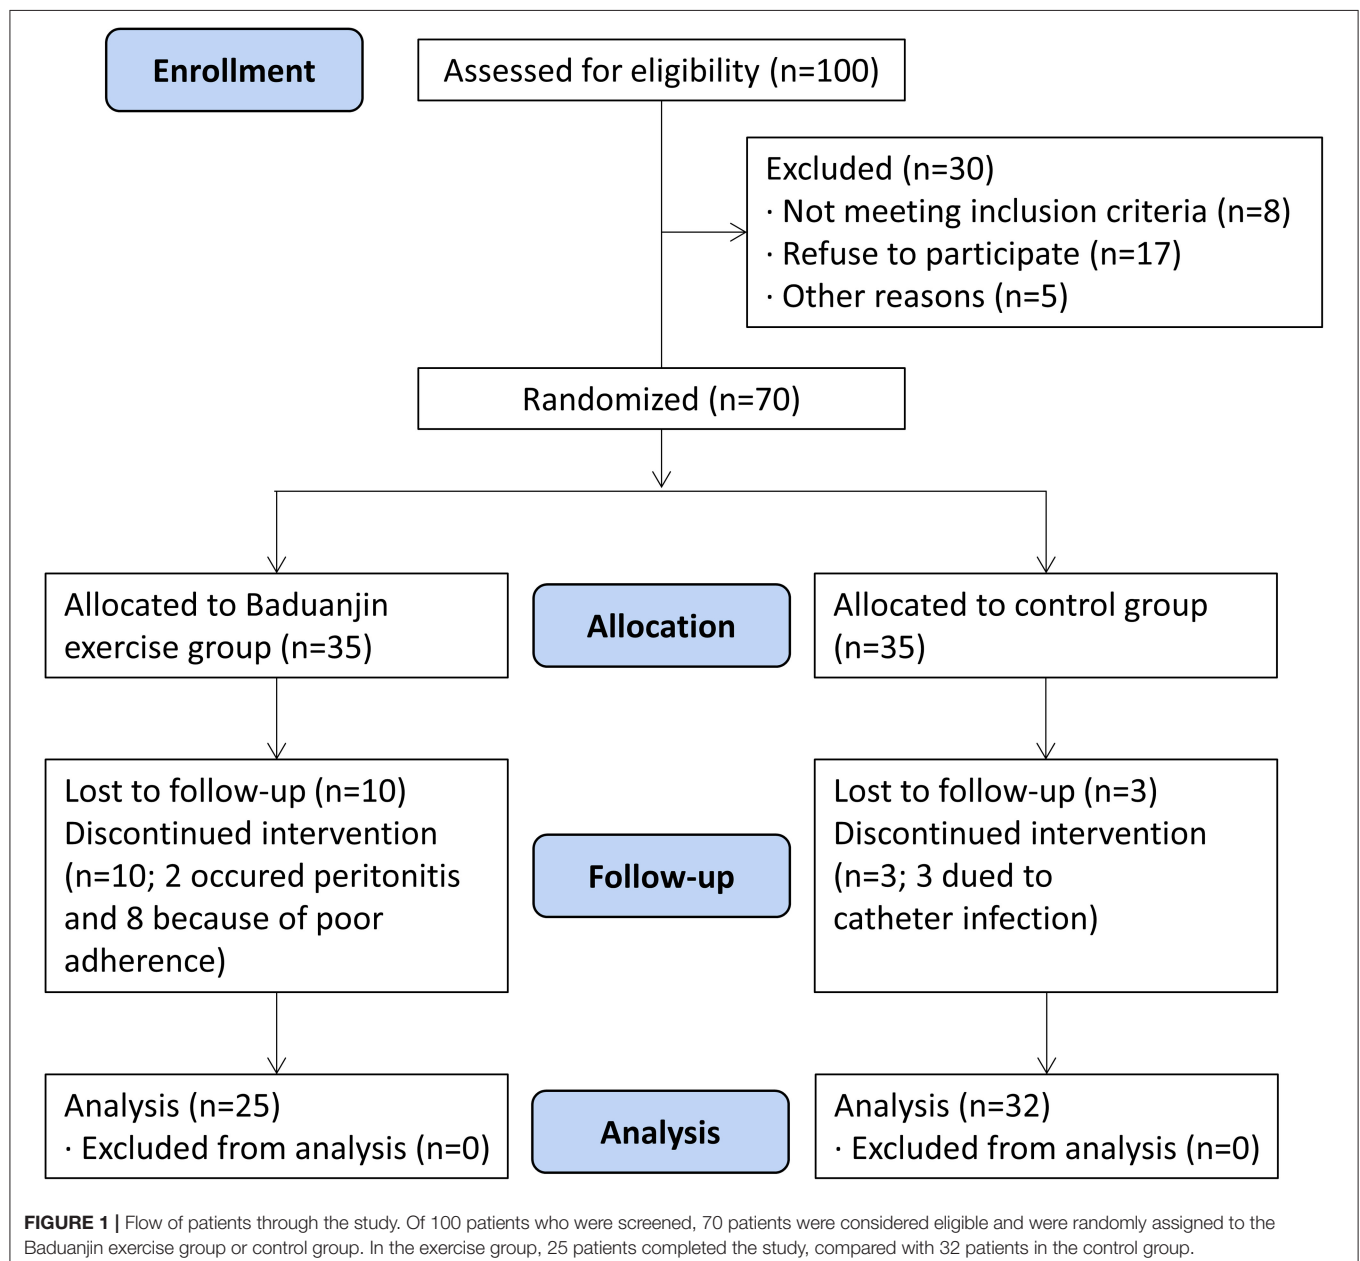 Enrollment
Assessed for eligibility (n=100)
Excluded (n=30)
· Not meeting inclusion criteria (n=8)
· Refuse to participate (n=17)
· Other reasons (n=5)
Randomized (n=70)
Allocated to Baduanjin
exercise group (n=35)
Allocation
Allocated to control group
(n=35)
Lost to follow-up (n=10)
Discontinued intervention
(n=10; 2 occured peritonitis
and 8 because of poor
adherence)
Follow-up
Lost to follow-up (n=3)
Discontinued intervention
(n=3; 3 dued to
catheter infection)
Analysis (n=25)
· Excluded from analysis (n=0)
Analysis
Analysis (n=32)
· Excluded from analysis (n=0)
FIGURE 1 | Flow of patients through the study. Of 100 patients who were screened, 70 patients were considered eligible and were randomly assigned to the
Baduanjin exercise group or control group. In the exercise group, 25 patients completed the study, compared with 32 patients in the control group.